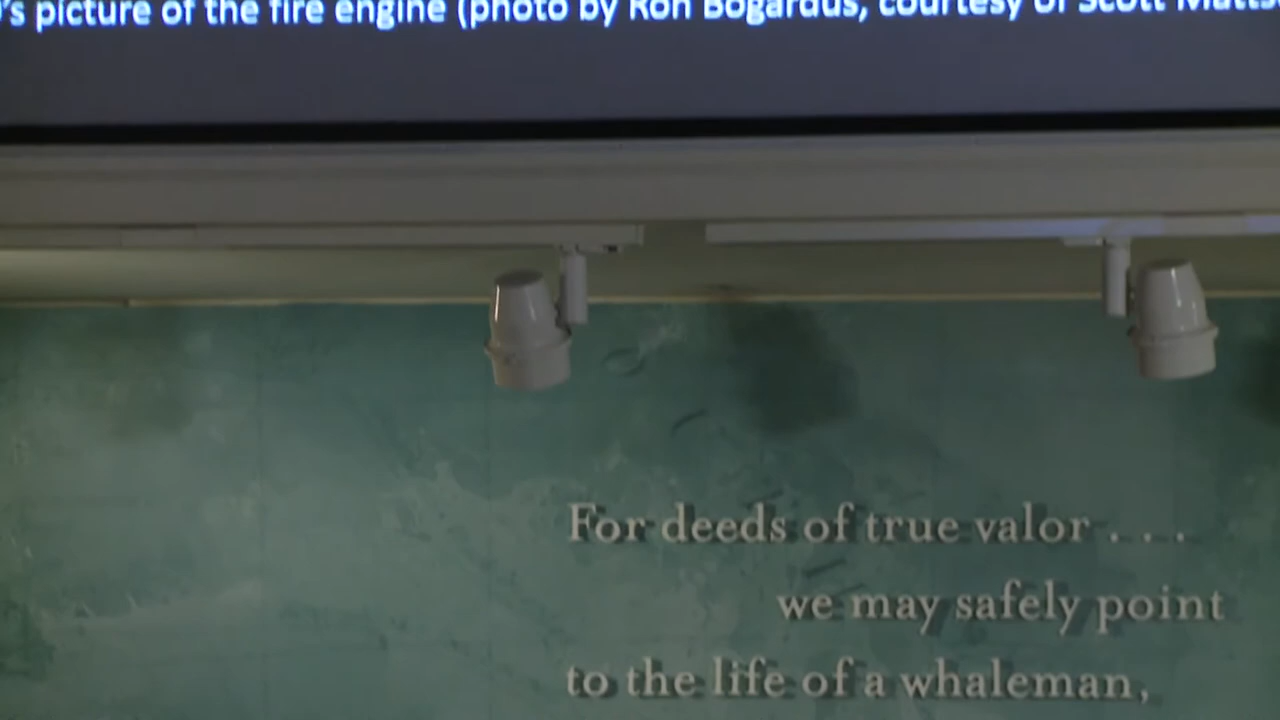 's picture of the fire engine (photo by Ron Bogardus, courtesy of Scott
For deeds of true valor . . .
we may safely point
to the life of a whaleman,